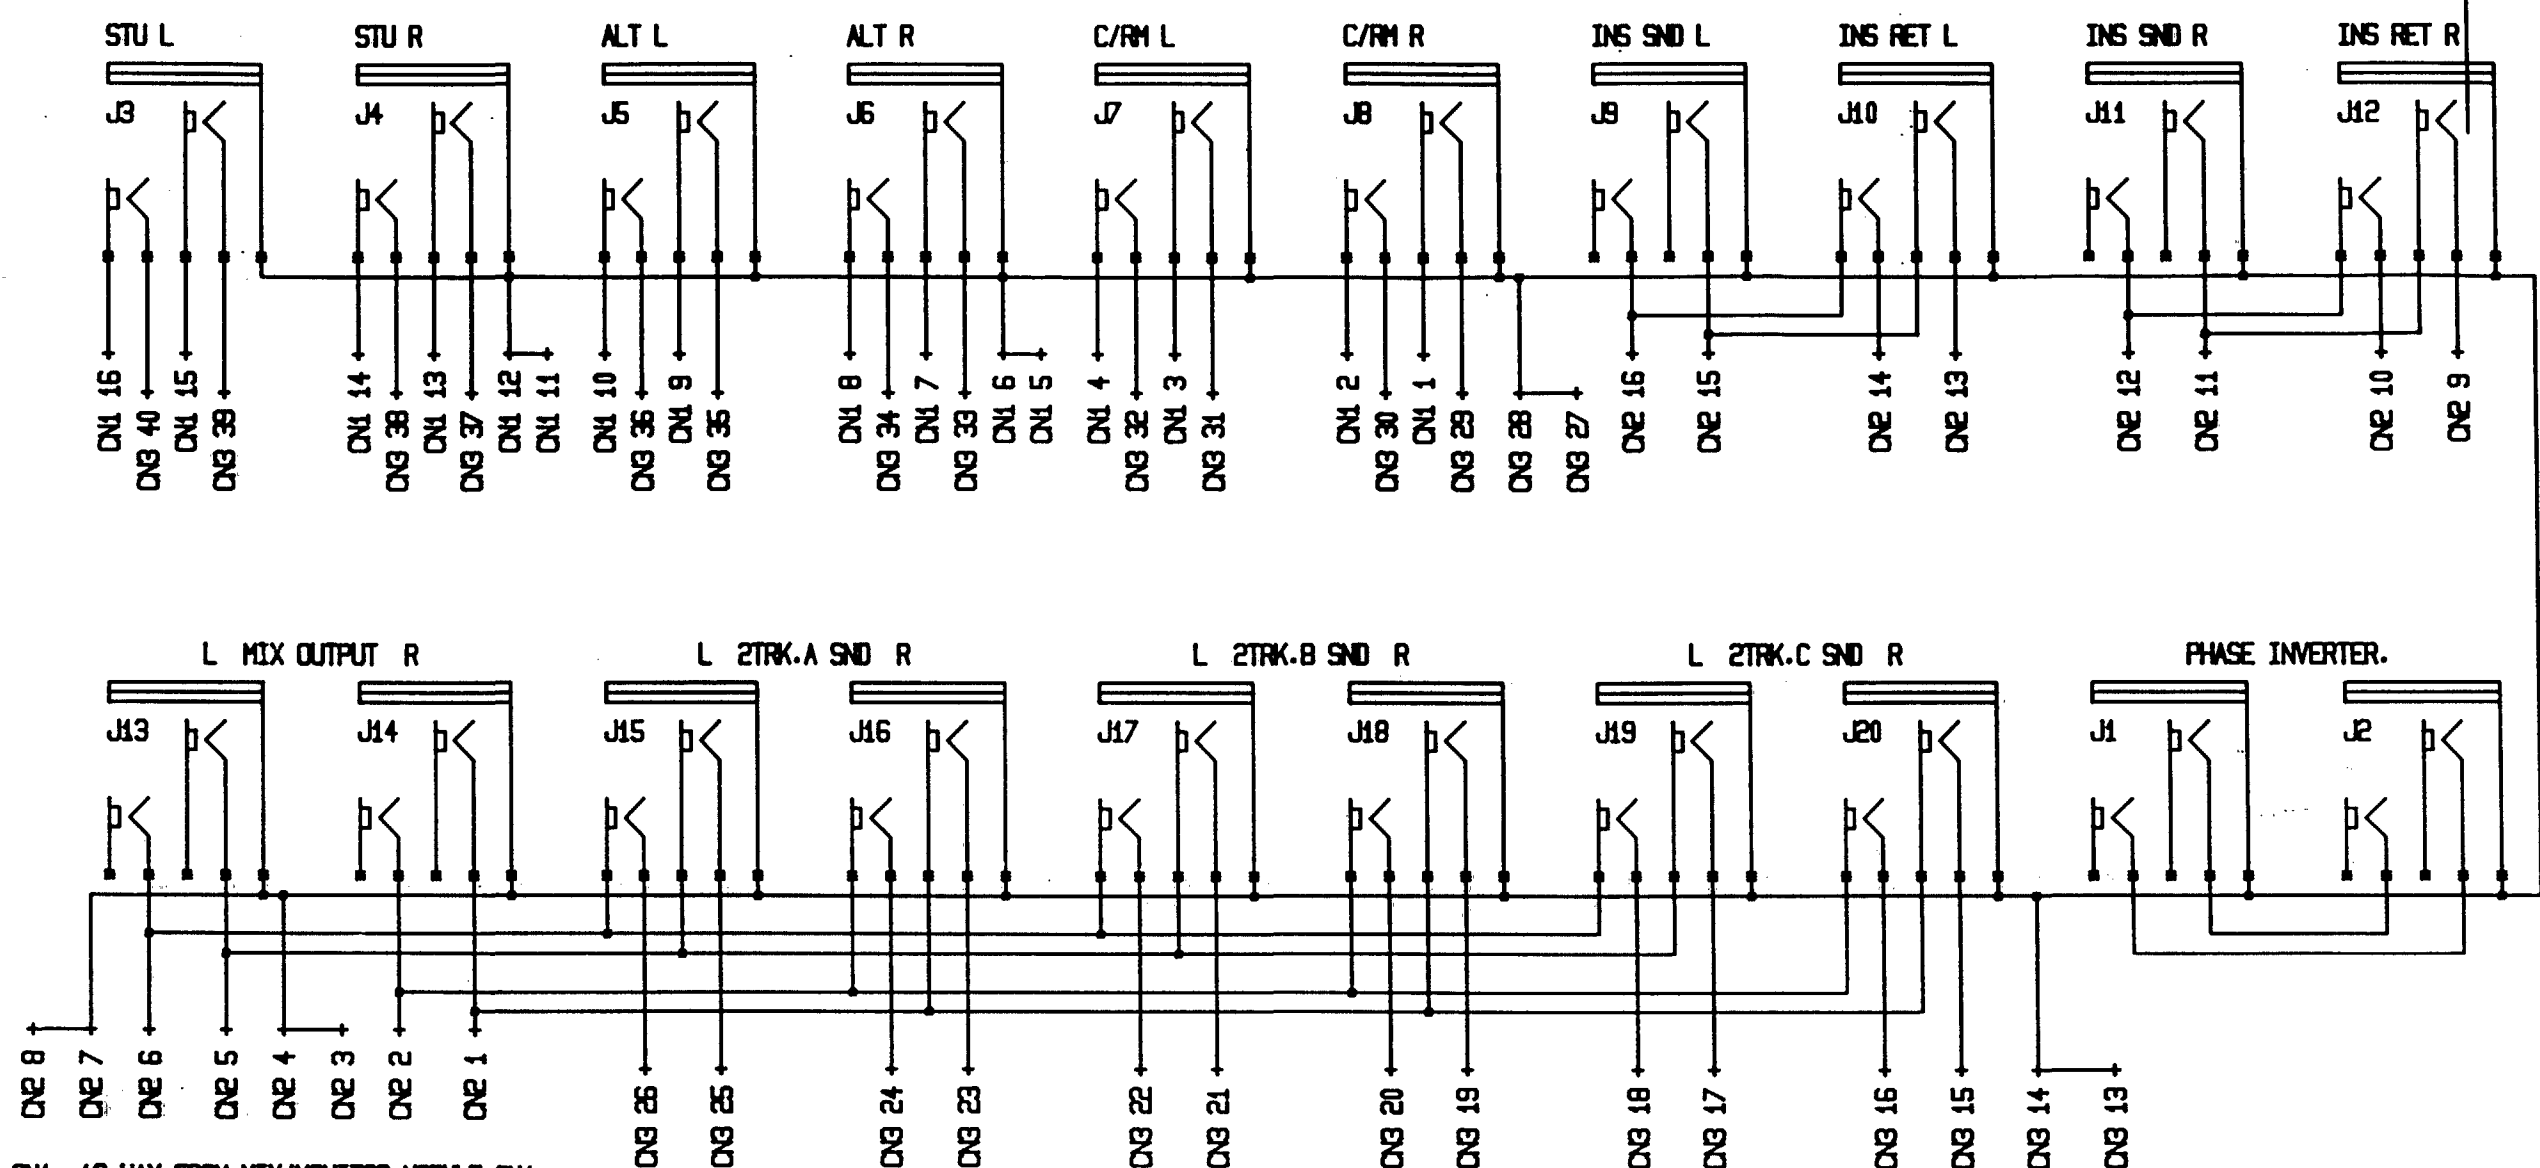 STU L STU R ALT L ALT R C/RM L C/RM R INS SND L INS RET L INS SND R INS RET R
J3 J4 J5 J6 J7 J8 J9 J10 J11 J12
CN1 16 CN3 40 CN1 15 CN3 39 CN1 14 CN3 38 CN1 13 CN3 37 CN1 12 CN1 11 CN1 10 CN3 36 CN1 9 CN3 35 CN1 8 CN3 34 CN1 7 CN3 33 CN1 6 CN1 5 CN1 4 CN3 32 CN1 3 CN3 31 CN1 2 CN3 30 CN1 1 CN3 29 CN3 28 CN3 27 CN2 16 CN2 15 CN2 14 CN2 13 CN2 12 CN2 11 CN2 10 CN2 9
L MIX OUTPUT R L 2TRK.A SND R L 2TRK.B SND R L 2TRK.C SND R PHASE INVERTER.
J13 J14 J15 J16 J17 J18 J19 J20 J1 J2
CN2 8 CN2 7 CN2 6 CN2 5 CN2 4 CN2 3 CN2 2 CN2 1 CN3 26 CN3 25 CN3 24 CN3 23 CN3 22 CN3 21 CN3 20 CN3 19 CN3 18 CN3 17 CN3 16 CN3 15 CN3 14 CN3 13